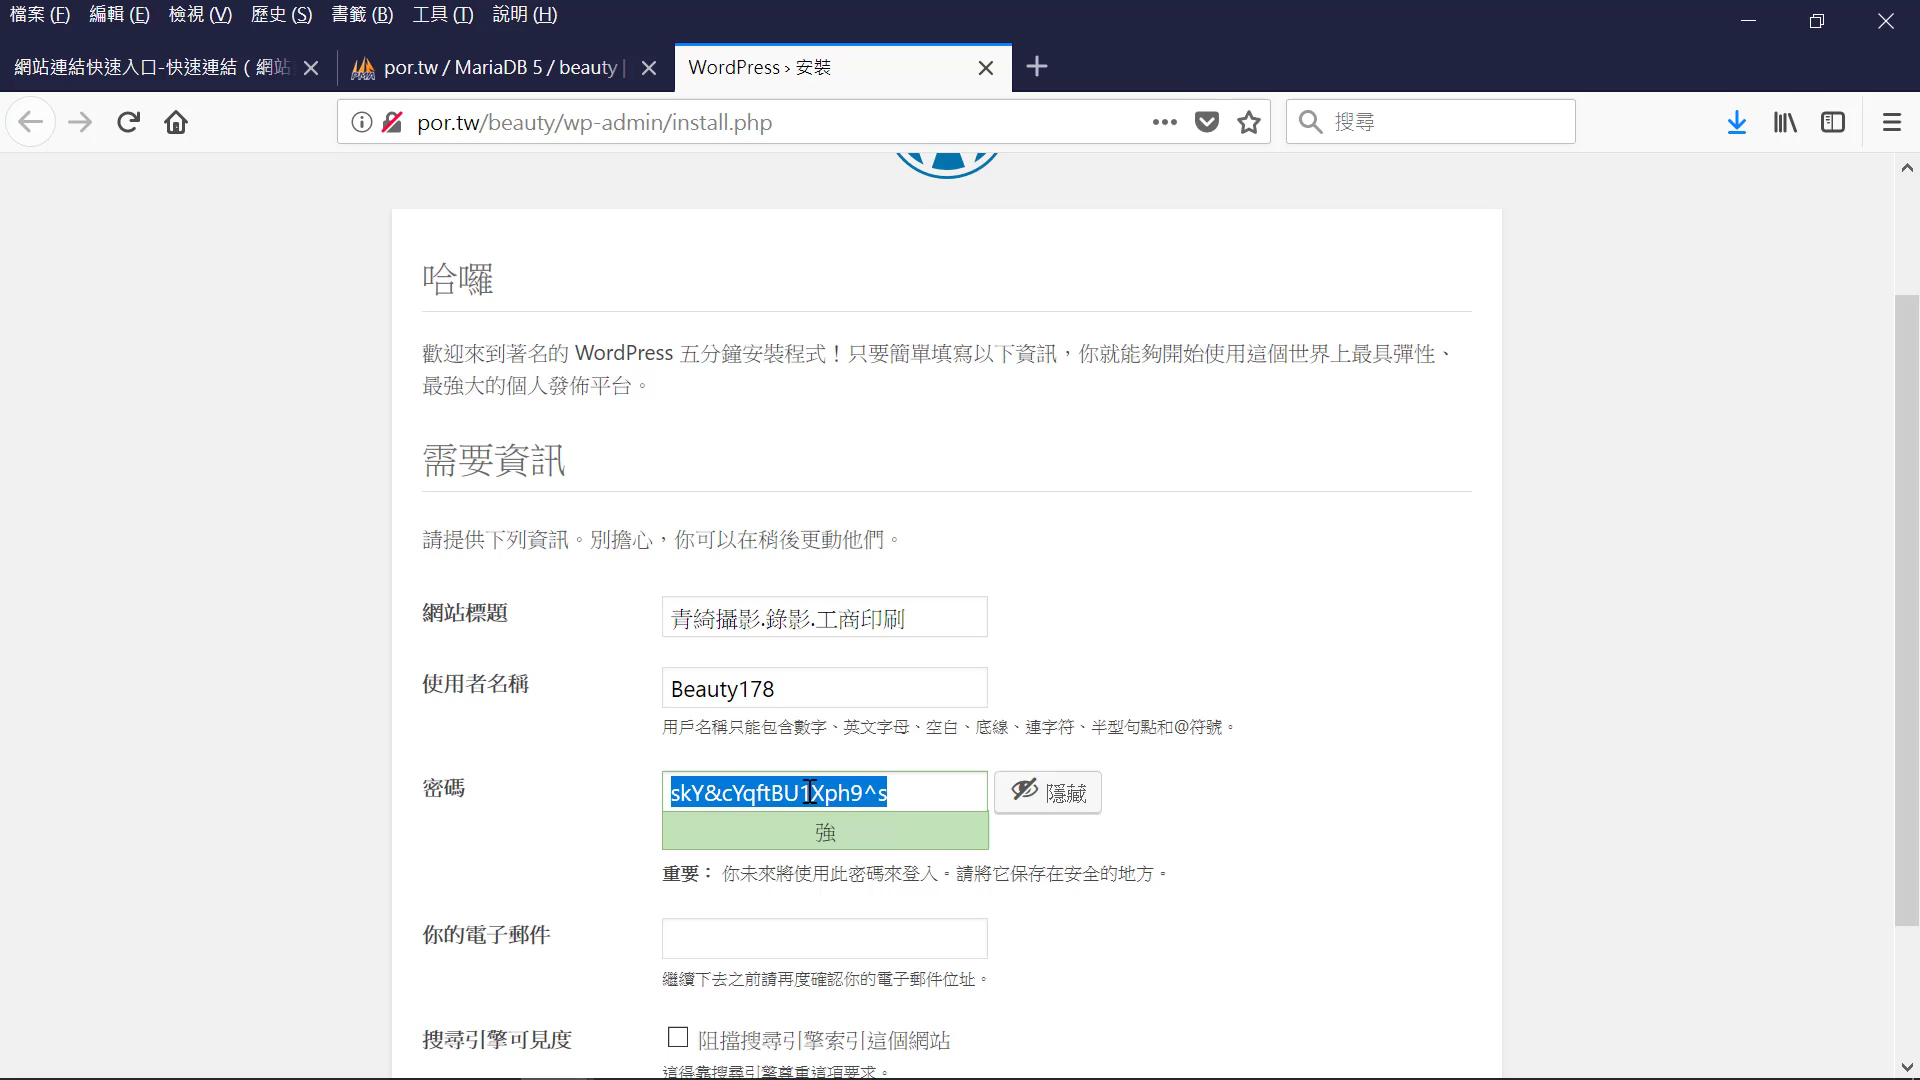 檔案 (F) 編輯 (E) 檢視 (V) 歷史 (S) 書籤 (B) 工具 (T) 說明 (H)
網站連結快速入口-快速連結 ( 網站
por.tw / MariaDB 5 / beauty |
WordPress › 安裝
por.tw/beauty/wp-admin/install.php
搜尋
哈囉
歡迎來到著名的 WordPress 五分鐘安裝程式！只要簡單填寫以下資訊，你就能夠開始使用這個世界上最具彈性、
最強大的個人發佈平台。
需要資訊
請提供下列資訊。別擔心，你可以在稍後更動他們。
網站標題
青綺攝影.錄影.工商印刷
使用者名稱
Beauty178
用戶名稱只能包含數字、英文字母、空白、底線、連字符、半型句點和@符號。
密碼
skY&cYqftBU1Xph9^s
隱藏
強
重要： 你未來將使用此密碼來登入。請將它保存在安全的地方。
你的電子郵件
繼續下去之前請再度確認你的電子郵件位址。
搜尋引擎可見度
阻擋搜尋引擎索引這個網站
這得靠搜尋引擎尊重這項要求。